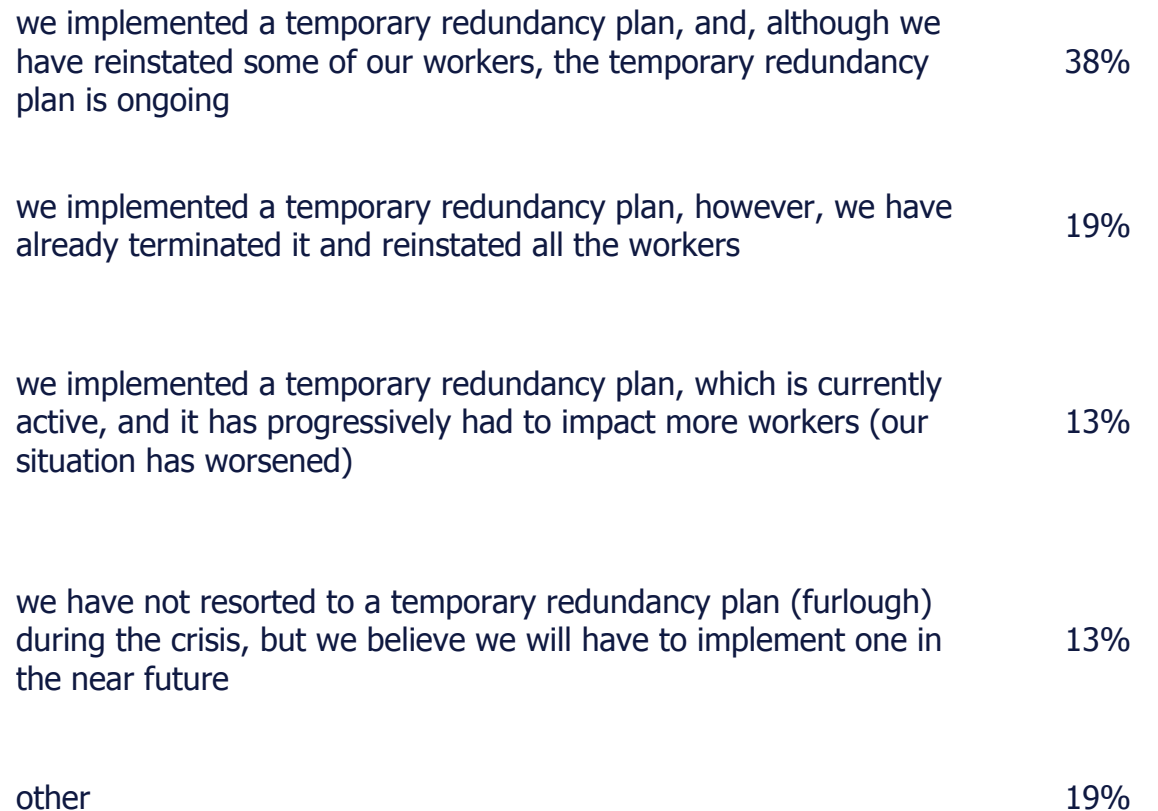 we implemented a temporary redundancy plan, and, although we
have reinstated some of our workers, the temporary redundancy
plan is ongoing
38%
we implemented a temporary redundancy plan, however, we have
already terminated it and reinstated all the workers
19%
we implemented a temporary redundancy plan, which is currently
active, and it has progressively had to impact more workers (our
situation has worsened)
13%
we have not resorted to a temporary redundancy plan (furlough)
during the crisis, but we believe we will have to implement one in
the near future
13%
other
19%